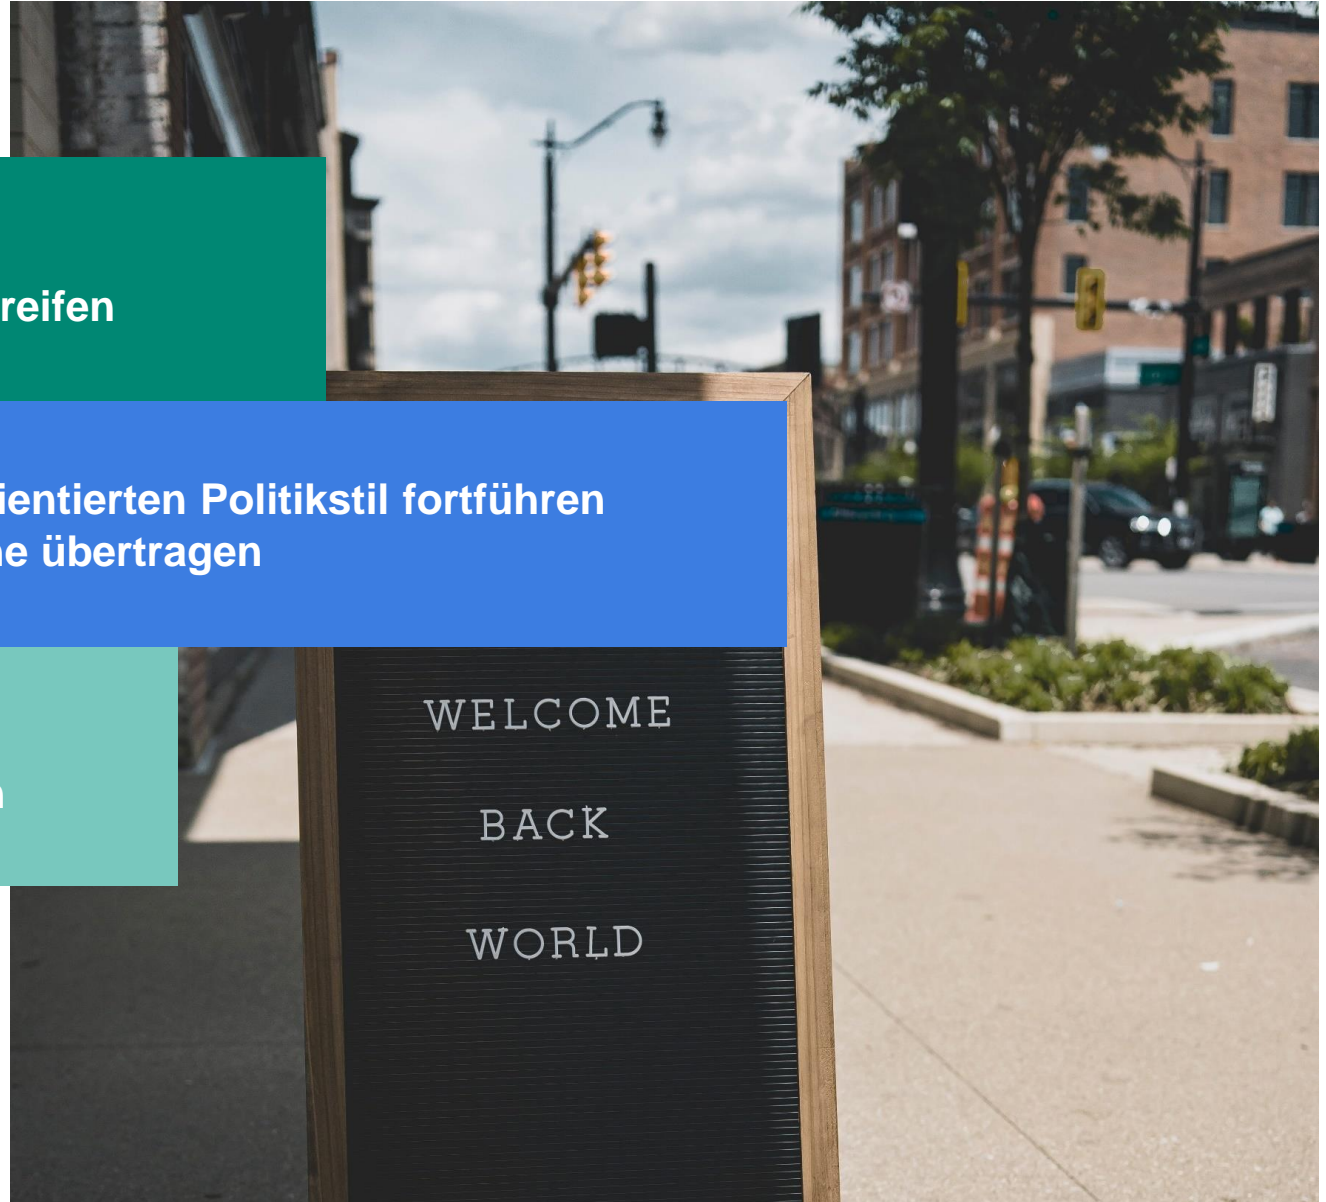 reifen
ientierten Politikstil fortführen
ne übertragen
n
WELCOME
BACK
WORLD